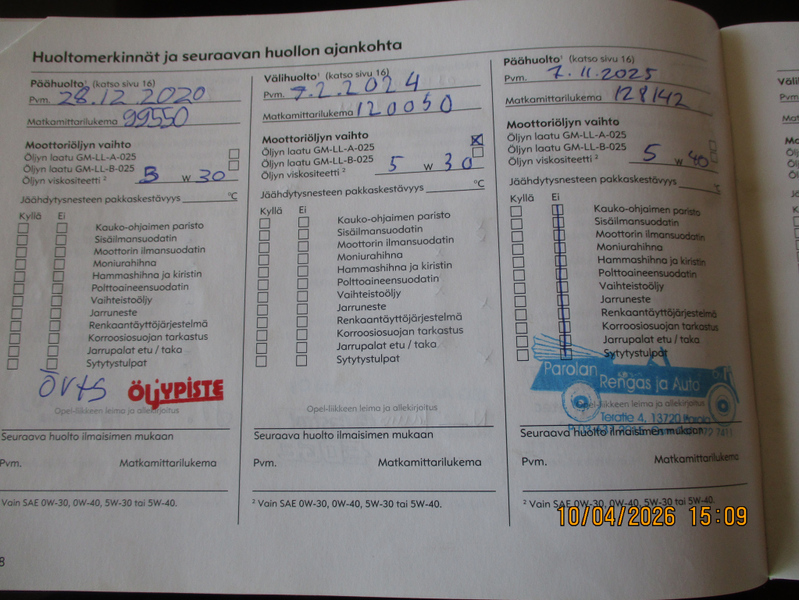 Huoltomerkinnät ja seuraavan huollon ajankohta
Päähuolto¹ (katso sivu 16)
Pvm. 28.12.2020
Matkamittarilukema 99550
Moottoriöljyn vaihto
Öljyn laatu GM-LL-A-025
Öljyn laatu GM-LL-B-025
Öljyn viskositeetti ² 5 W 30
Jäähdytysnesteen pakkaskestävyys °C
Kyllä Ei
Kauko-ohjaimen paristo
Sisäilmansuodatin
Moottorin ilmansuodatin
Moniurahihna
Hammashihna ja kiristin
Polttoaineensuodatin
Vaihteistoöljy
Jarruneste
Renkaantäyttöjärjestelmä
Korroosiosuojan tarkastus
Jarrupalat etu / taka
Sytytystulpat
ÖVTS ÖLJYPISTE
Opel-liikkeen leima ja allekirjoitus
Seuraava huolto ilmaisimen mukaan
Pvm. Matkamittarilukema
Vain SAE 0W-30, 0W-40, 5W-30 tai 5W-40.
8
Välihuolto¹ (katso sivu 16)
Pvm. 7.2.2024
Matkamittarilukema 120050
Moottoriöljyn vaihto
Öljyn laatu GM-LL-A-025
Öljyn laatu GM-LL-B-025
Öljyn viskositeetti ² 5 W 30
Jäähdytysnesteen pakkaskestävyys °C
Kyllä Ei
Kauko-ohjaimen paristo
Sisäilmansuodatin
Moottorin ilmansuodatin
Moniurahihna
Hammashihna ja kiristin
Polttoaineensuodatin
Vaihteistoöljy
Jarruneste
Renkaantäyttöjärjestelmä
Korroosiosuojan tarkastus
Jarrupalat etu / taka
Sytytystulpat
Opel-liikkeen leima ja allekirjoitus
Seuraava huolto ilmaisimen mukaan
Pvm. Matkamittarilukema
² Vain SAE 0W-30, 0W-40, 5W-30 tai 5W-40.
Päähuolto¹ (katso sivu 16)
Pvm. 7.11.2025
Matkamittarilukema 128142
Moottoriöljyn vaihto
Öljyn laatu GM-LL-A-025
Öljyn laatu GM-LL-B-025
Öljyn viskositeetti ² 5 W 40
Jäähdytysnesteen pakkaskestävyys
Kyllä Ei
Kauko-ohjaimen paristo
Sisäilmansuodatin
Moottorin ilmansuodatin
Moniurahihna
Hammashihna ja kiristin
Polttoaineensuodatin
Vaihteistoöljy
Jarruneste
Renkaantäyttöjärjestelmä
Korroosiosuojan tarkastus
Jarrupalat etu / taka
Sytytystulpat
Parolan
Rengas ja Auto
Opel-liikkeen leima ja allekirjoitus
Teratie 4, 13720 Parola
Seuraava huolto ilmaisimen mukaan
Pvm. Matkamittarilukema
² Vain SAE 0W-30, 0W-40, 5W-30 tai 5W-40.
10/04/2026 15:09